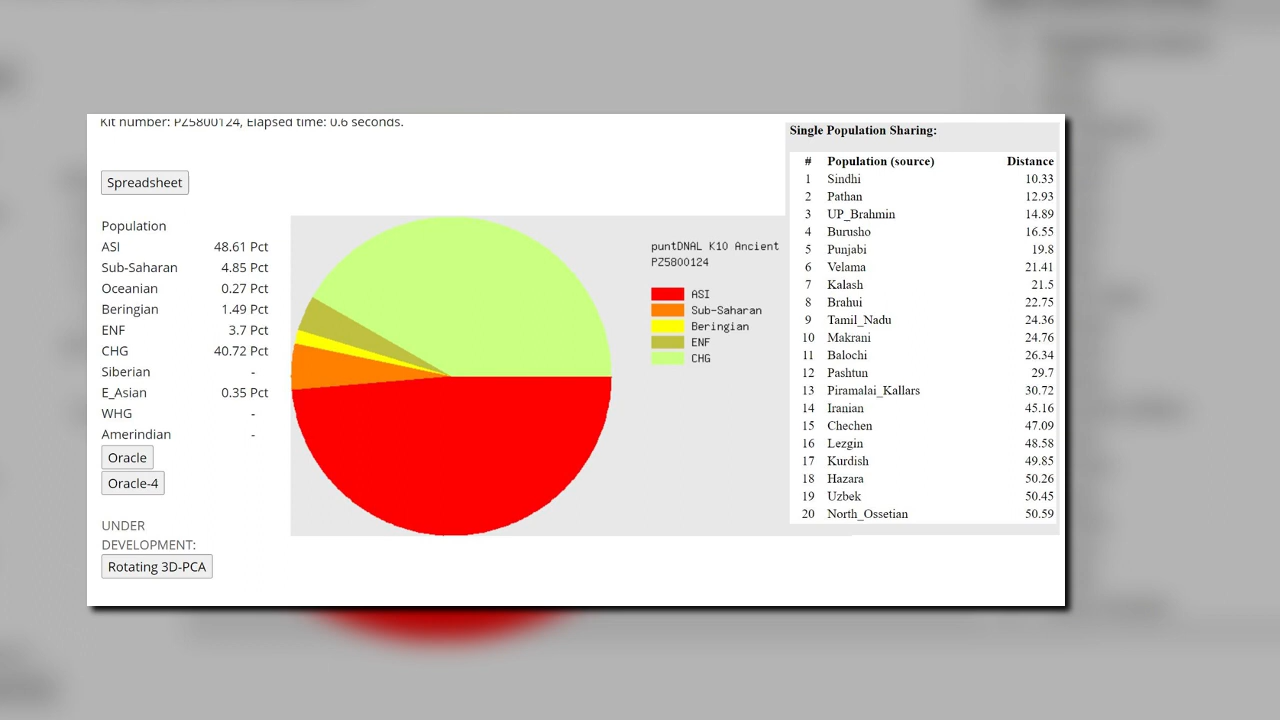 Kit number: PZ5800124, Elapsed time: 0.6 seconds.
Spreadsheet
Population
ASI 48.61 Pct
Sub-Saharan 4.85 Pct
Oceanian 0.27 Pct
Beringian 1.49 Pct
ENF 3.7 Pct
CHG 40.72 Pct
Siberian -
E_Asian 0.35 Pct
WHG -
Amerindian -
Oracle
Oracle-4
UNDER
DEVELOPMENT:
Rotating 3D-PCA
puntDNAL K10 Ancient
PZ5800124
ASI
Sub-Saharan
Beringian
ENF
CHG
Single Population Sharing:
# Population (source) Distance
1 Sindhi 10.33
2 Pathan 12.93
3 UP_Brahmin 14.89
4 Burusho 16.55
5 Punjabi 19.8
6 Velama 21.41
7 Kalash 21.5
8 Brahui 22.75
9 Tamil_Nadu 24.36
10 Makrani 24.76
11 Balochi 26.34
12 Pashtun 29.7
13 Piramalai_Kallars 30.72
14 Iranian 45.16
15 Chechen 47.09
16 Lezgin 48.58
17 Kurdish 49.85
18 Hazara 50.26
19 Uzbek 50.45
20 North_Ossetian 50.59